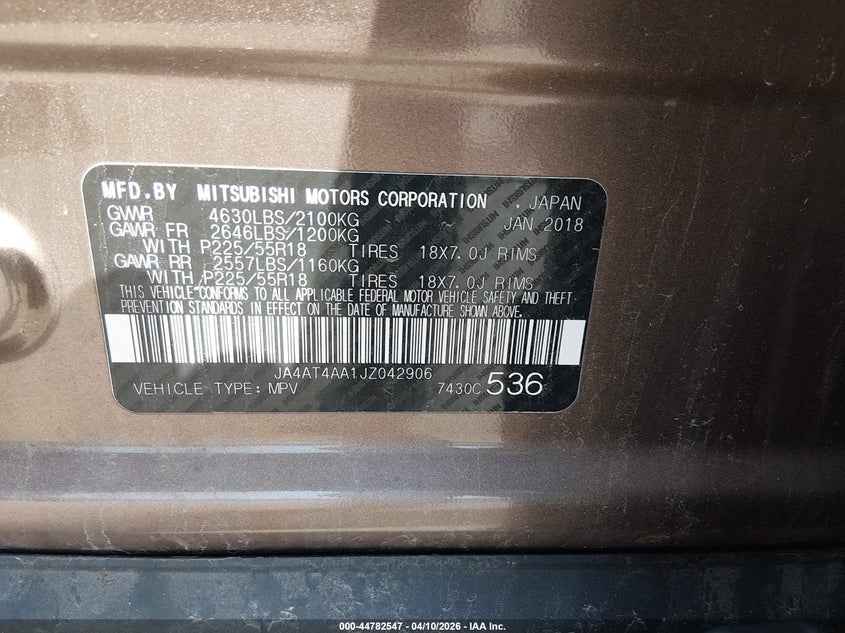 MFD.BY MITSUBISHI MOTORS CORPORATION , JAPAN
GVWR 4630LBS/2100KG JAN 2018
GAWR FR 2646LBS/1200KG
WITH P225/55R18 TIRES 18X7.0J RIMS
GAWR RR 2557LBS/1160KG
WITH P225/55R18 TIRES 18X7.0J RIMS
THIS VEHICLE CONFORMS TO ALL APPLICABLE FEDERAL MOTOR VEHICLE SAFETY AND THEFT
PREVENTION STANDARDS IN EFFECT ON THE DATE OF MANUFACTURE SHOWN ABOVE.
JA4AT4AA1JZ042906
VEHICLE TYPE: MPV 7430C 536
000-44782547 - 04/10/2026 - IAA Inc.